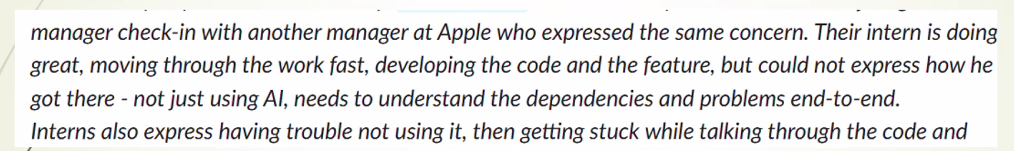 manager check-in with another manager at Apple who expressed the same concern. Their intern is doing
great, moving through the work fast, developing the code and the feature, but could not express how he
got there - not just using AI, needs to understand the dependencies and problems end-to-end.
Interns also express having trouble not using it, then getting stuck while talking through the code and